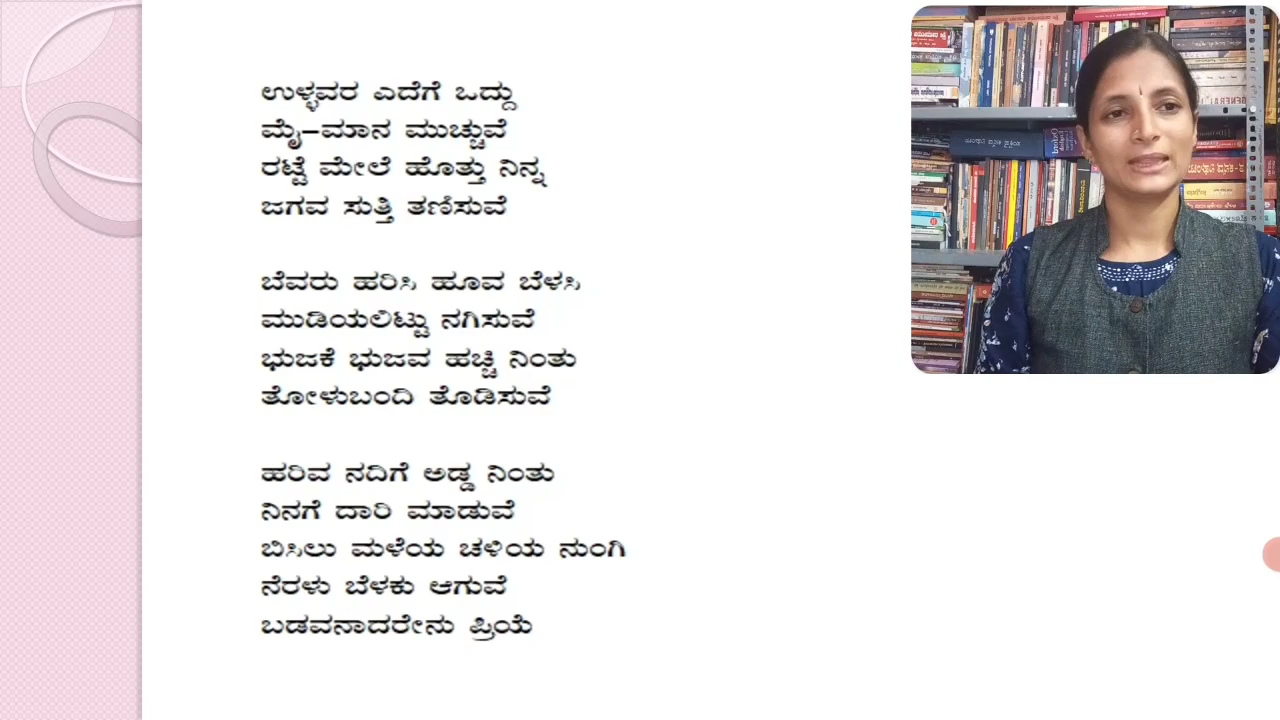 ಉಳ್ಳವರ ಎದೆಗೆ ಒದ್ದು
ಮೈ–ಮಾನ ಮುಚ್ಚುವೆ
ರಟ್ಟೆ ಮೇಲೆ ಹೊತ್ತು ನಿನ್ನ
ಜಗವ ಸುತ್ತಿ ತಣಿಸುವೆ
ಬೆವರು ಹರಿಸಿ ಹೂವ ಬೆಳಸಿ
ಮುಡಿಯಲಿಟ್ಟು ನಗಿಸುವೆ
ಭುಜಕೆ ಭುಜವ ಹಚ್ಚಿ ನಿಂತು
ತೋಳುಬಂದಿ ತೊಡಿಸುವೆ
ಹರಿವ ನದಿಗೆ ಅಡ್ಡ ನಿಂತು
ನಿನಗೆ ದಾರಿ ಮಾಡುವೆ
ಬಿಸಿಲು ಮಳೆಯ ಚಳಿಯ ನುಂಗಿ
ನೆರಳು ಬೆಳಕು ಆಗುವೆ
ಬಡವನಾದರೇನು ಪ್ರಿಯೆ